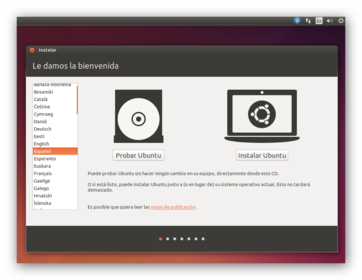 Es
Instalar
Le damos la bienvenida
Bahasa Indonesia
Bosanski
Català
Čeština
Cymraeg
Dansk
Deutsch
Eesti
English
Español
Esperanto
Euskara
Français
Gaeilge
Galego
Hrvatski
Íslenska
Probar Ubuntu
Instalar Ubuntu
Puede probar Ubuntu sin hacer ningún cambio en su equipo, directamente desde este CD.
O si está listo, puede instalar Ubuntu junto a (o en lugar de) su sistema operativo actual. Esto no tardará
demasiado.
Es posible que quiera leer las notas de publicación.